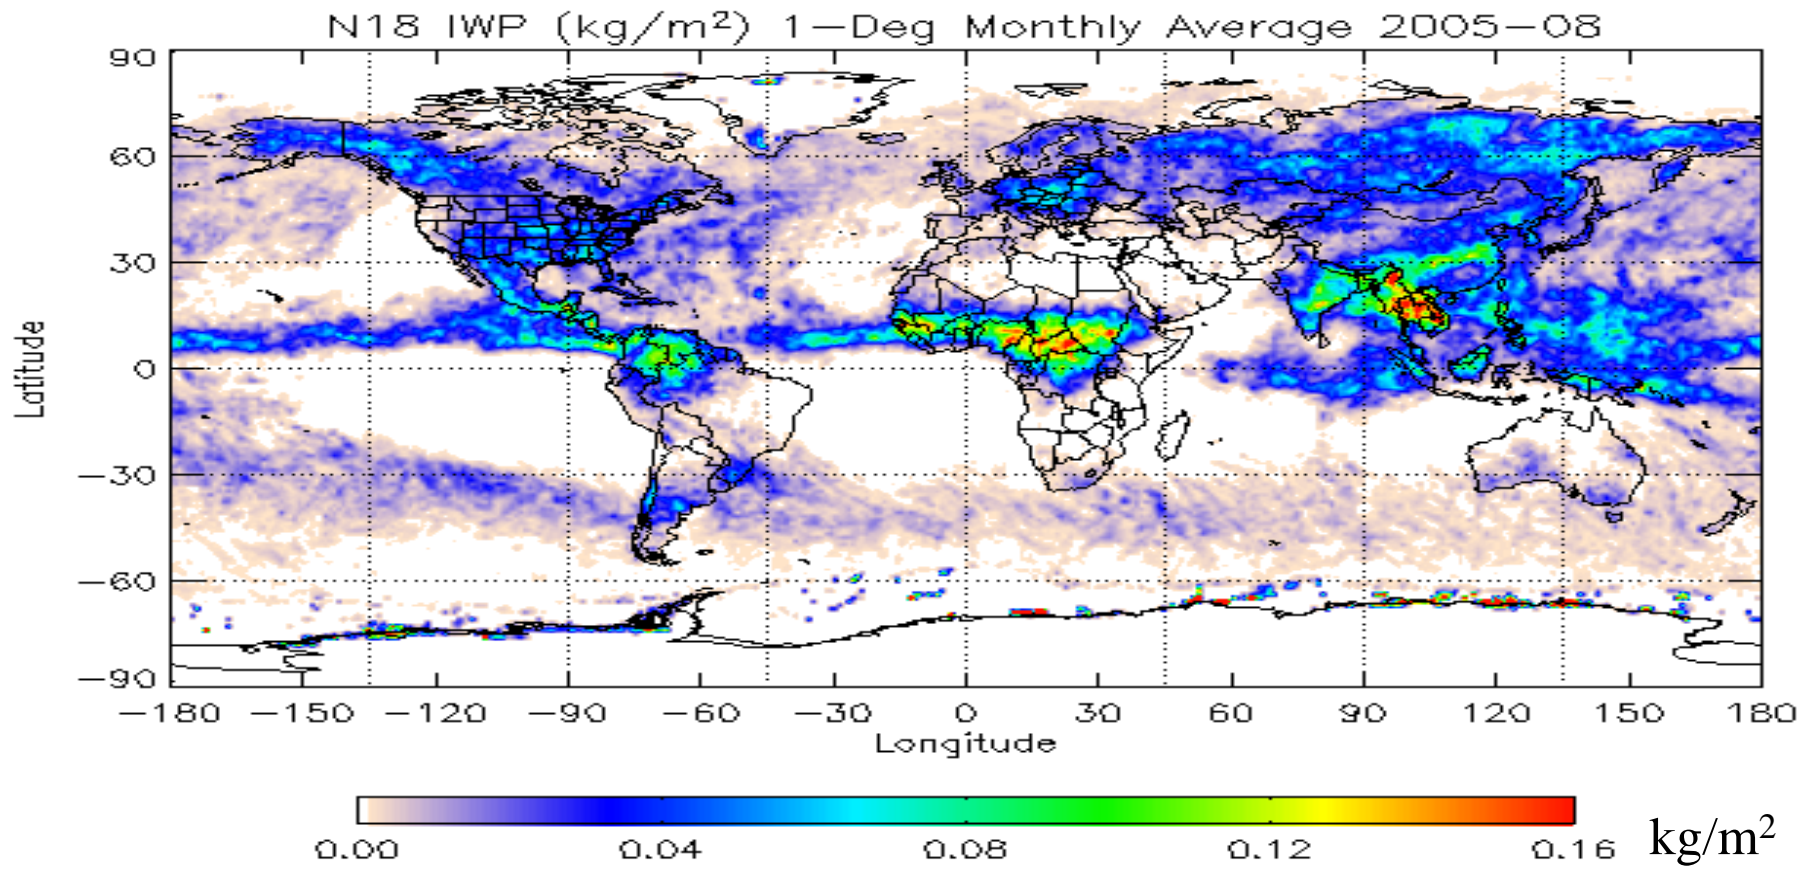 N18 IWP (kg/m²) 1-Deg Monthly Average 2005-08
90
60
30
0
-30
-60
-90
Latitude
-180 -150 -120 -90 -60 -30 0 30 60 90 120 150 180
Longitude
0.00 0.04 0.08 0.12 0.16 kg/m²